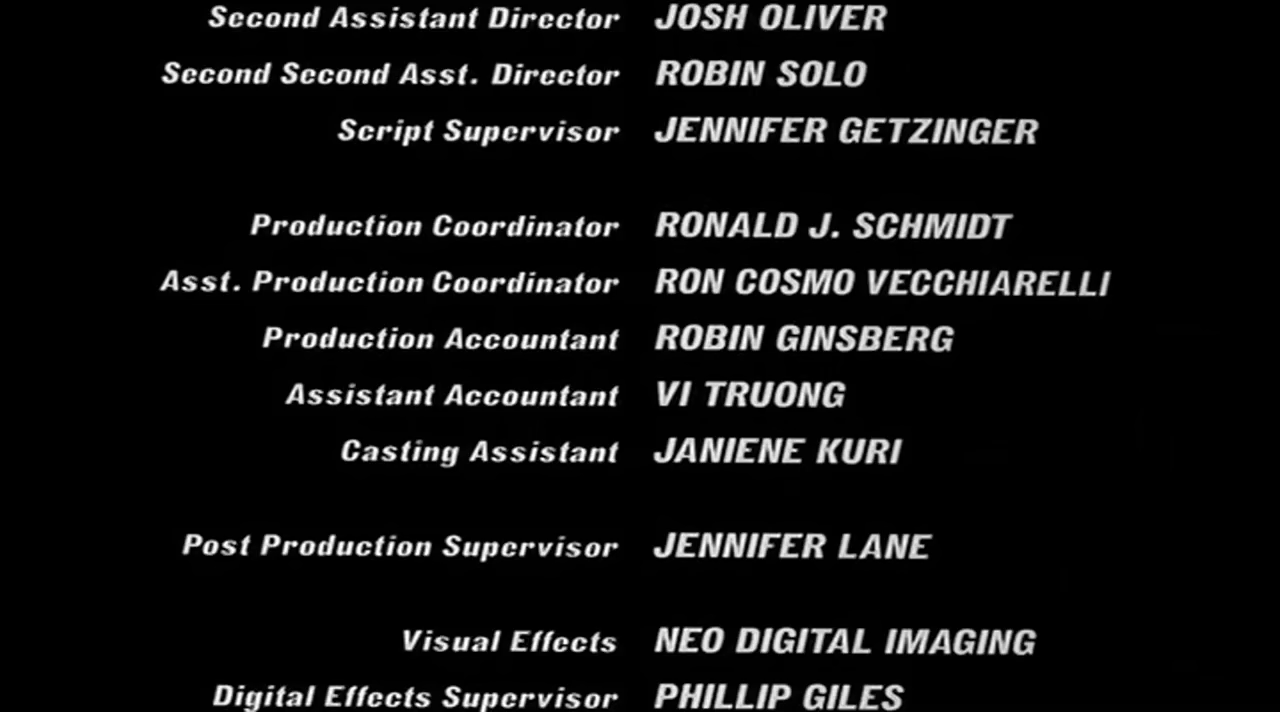 Second Assistant Director JOSH OLIVER
Second Second Asst. Director ROBIN SOLO
Script Supervisor JENNIFER GETZINGER
Production Coordinator RONALD J. SCHMIDT
Asst. Production Coordinator RON COSMO VECCHIARELLI
Production Accountant ROBIN GINSBERG
Assistant Accountant VI TRUONG
Casting Assistant JANIENE KURI
Post Production Supervisor JENNIFER LANE
Visual Effects NEO DIGITAL IMAGING
Digital Effects Supervisor PHILLIP GILES